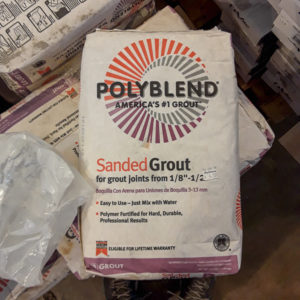 POLYBLEND®
AMERICA'S #1 GROUT
Sanded Grout
for grout joints from 1/8"-1/2"
Boquilla Con Arena para Uniones de Boquilla 3-13 mm
• Easy to Use – Just Mix with Water
• Polymer Fortified for Hard, Durable,
Professional Results
ELIGIBLE FOR LIFETIME WARRANTY
GROUT